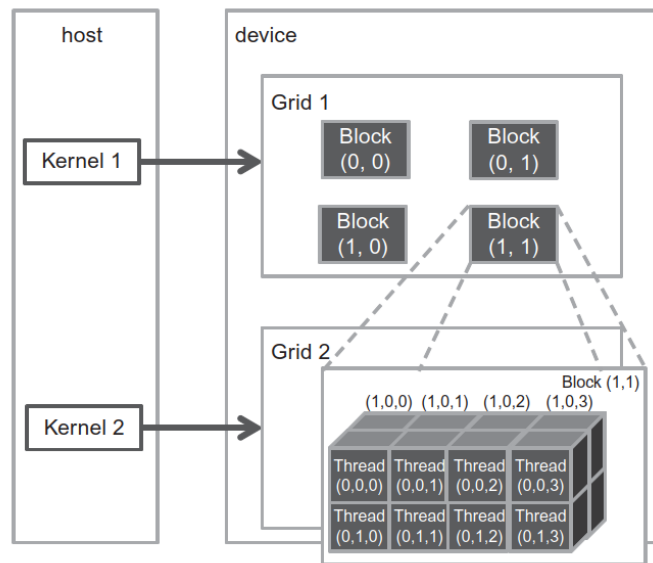 host
device
Grid 1
Kernel 1
Block
(0, 0)
Block
(0, 1)
Block
(1, 0)
Block
(1, 1)
Grid 2
Block (1,1)
(1,0,0) (1,0,1) (1,0,2) (1,0,3)
Kernel 2
Thread
(0,0,0)
Thread
(0,0,1)
Thread
(0,0,2)
Thread
(0,0,3)
Thread
(0,1,0)
Thread
(0,1,1)
Thread
(0,1,2)
Thread
(0,1,3)